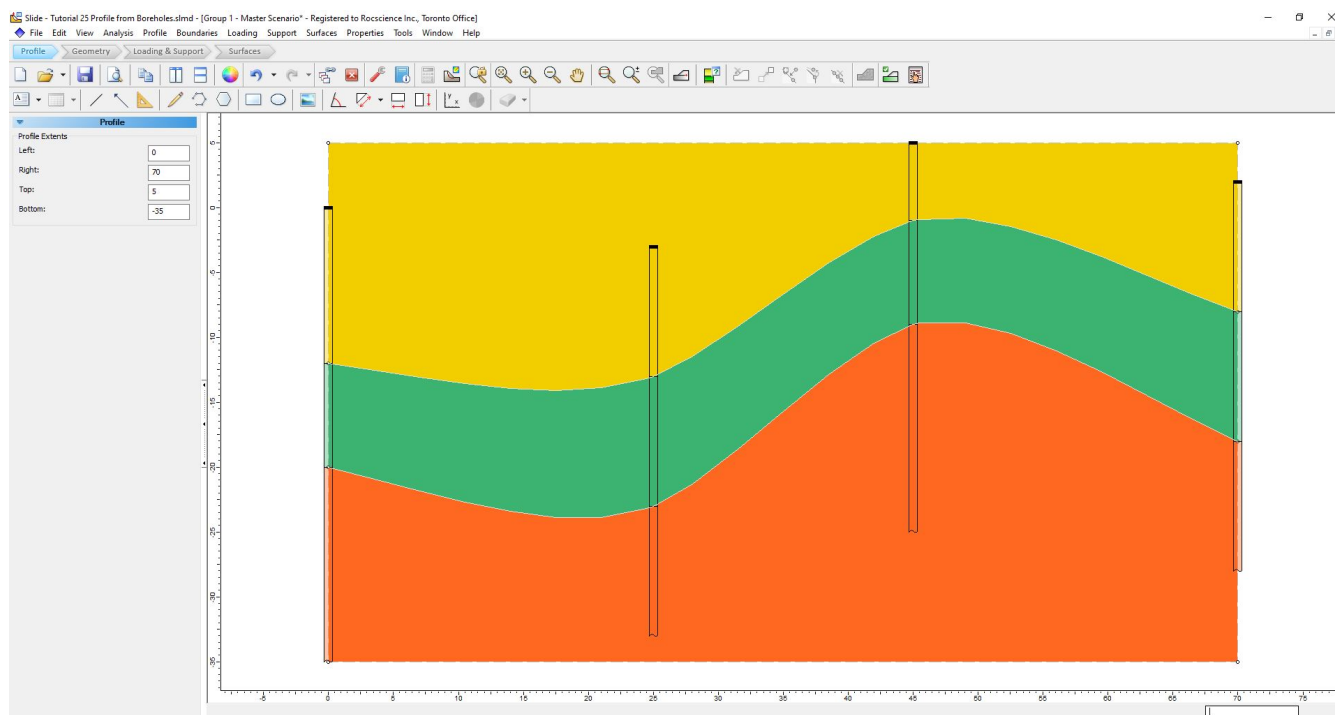 Slide - Tutorial 25 Profile from Boreholes.slmd - [Group 1 - Master Scenario* - Registered to Rocscience Inc., Toronto Office]
File Edit View Analysis Profile Boundaries Loading Support Surfaces Properties Tools Window Help
Profile Geometry Loading & Support Surfaces
Profile
Profile Extents
Left: 0
Right: 70
Top: 5
Bottom: -35
5
0
-5
-10
-15
-20
-25
-30
-35
-5 0 5 10 15 20 25 30 35 40 45 50 55 60 65 70 75